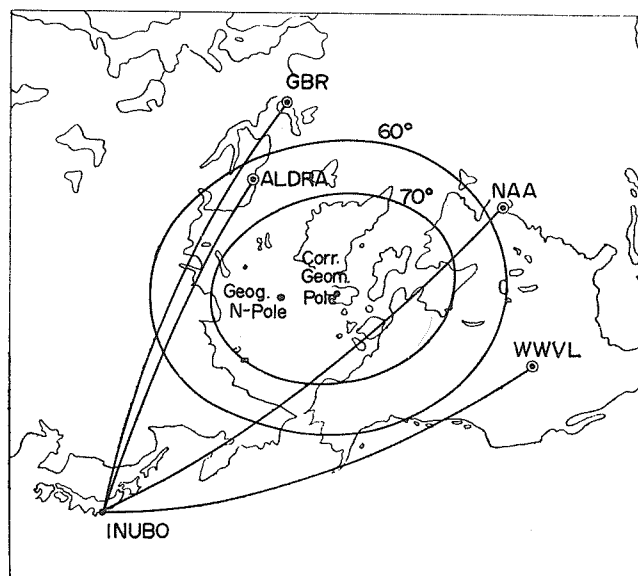 GBR
60°
ALDRA
70°
NAA
Corr.
Geom.
Pole
Geog.
N-Pole
WWVL
INUBO